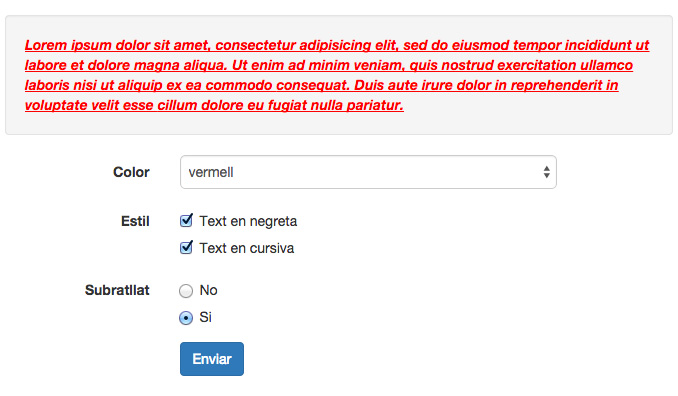 Lorem ipsum dolor sit amet, consectetur adipisicing elit, sed do eiusmod tempor incididunt ut
labore et dolore magna aliqua. Ut enim ad minim veniam, quis nostrud exercitation ullamco
laboris nisi ut aliquip ex ea commodo consequat. Duis aute irure dolor in reprehenderit in
voluptate velit esse cillum dolore eu fugiat nulla pariatur.
Color vermell
Estil Text en negreta
Text en cursiva
Subratllat No
Si
Enviar